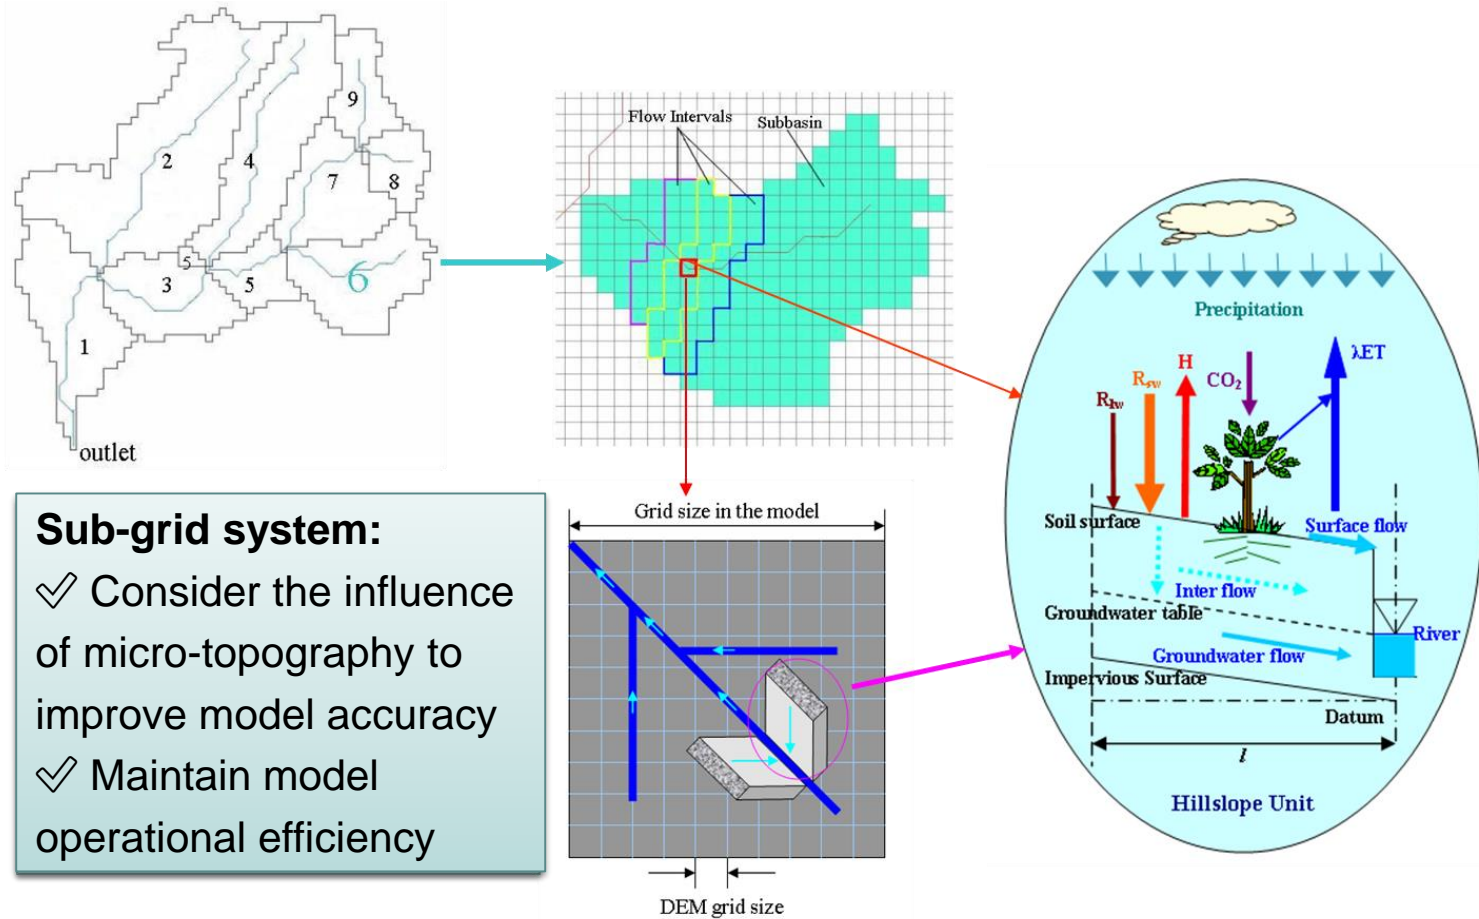 9
2
4
7
8
5
3
5
6
1
outlet
Flow Intervals
Subbasin
Precipitation
λET
H
CO₂
Rsw
Rlw
Soil surface
Surface flow
Inter flow
Groundwater table
River
Groundwater flow
Impervious Surface
Datum
l
Hillslope Unit
Grid size in the model
DEM grid size
Sub-grid system:
✓ Consider the influence
of micro-topography to
improve model accuracy
✓ Maintain model
operational efficiency